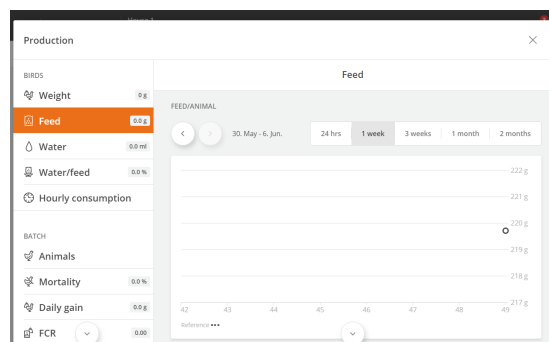 Production
BIRDS
Weight 0 g
Feed 0.0 g
Water 0.0 ml
Water/feed 0.0 %
Hourly consumption
BATCH
Animals
Mortality 0.0 %
Daily gain 0.0 g
FCR 0.00
Feed
FEED/ANIMAL
30. May - 6. Jun.
24 hrs 1 week 3 weeks 1 month 2 months
222 g
221 g
220 g
219 g
218 g
217 g
42 43 44 45 46 47 48 49
Reference